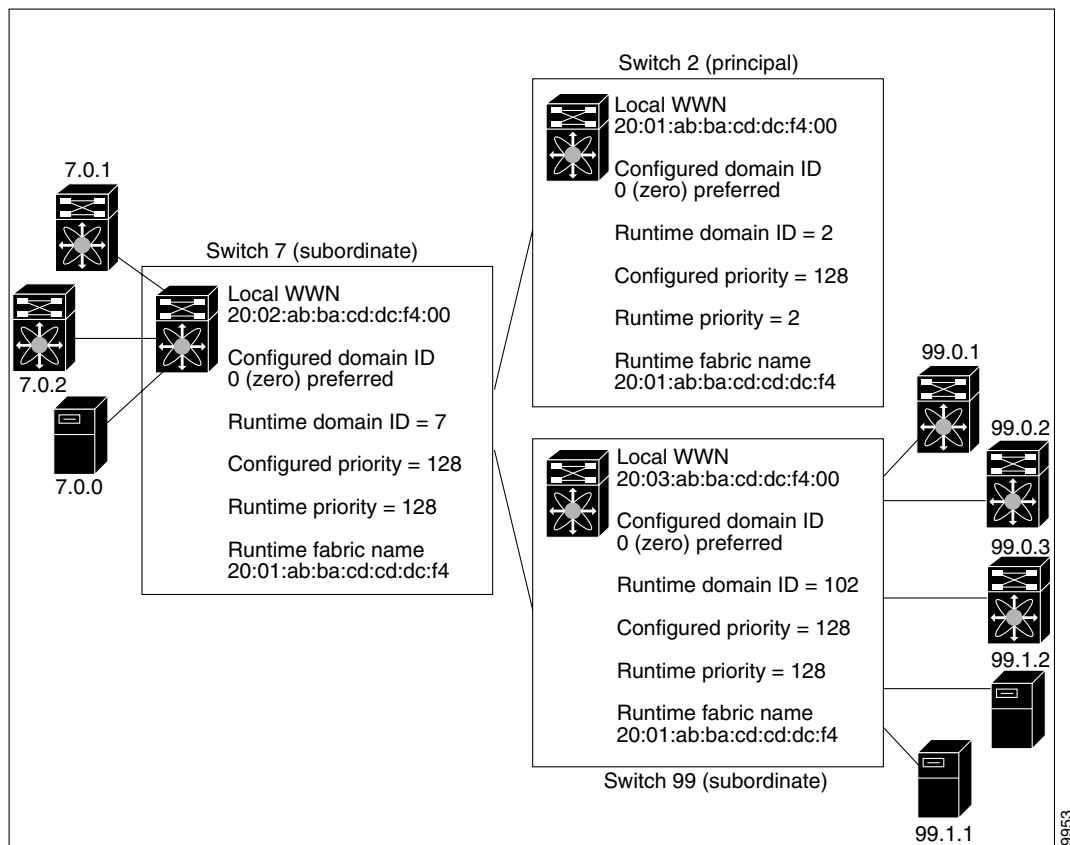 Switch 2 (principal)
Local WWN
20:01:ab:ba:cd:dc:f4:00
Configured domain ID
0 (zero) preferred
Runtime domain ID = 2
Configured priority = 128
Runtime priority = 2
Runtime fabric name
20:01:ab:ba:cd:cd:dc:f4
7.0.1
7.0.2
7.0.0
Switch 7 (subordinate)
Local WWN
20:02:ab:ba:cd:dc:f4:00
Configured domain ID
0 (zero) preferred
Runtime domain ID = 7
Configured priority = 128
Runtime priority = 128
Runtime fabric name
20:01:ab:ba:cd:cd:dc:f4
Local WWN
20:03:ab:ba:cd:dc:f4:00
Configured domain ID
0 (zero) preferred
Runtime domain ID = 102
Configured priority = 128
Runtime priority = 128
Runtime fabric name
20:01:ab:ba:cd:cd:dc:f4
Switch 99 (subordinate)
99.0.1
99.0.2
99.0.3
99.1.2
99.1.1
9953